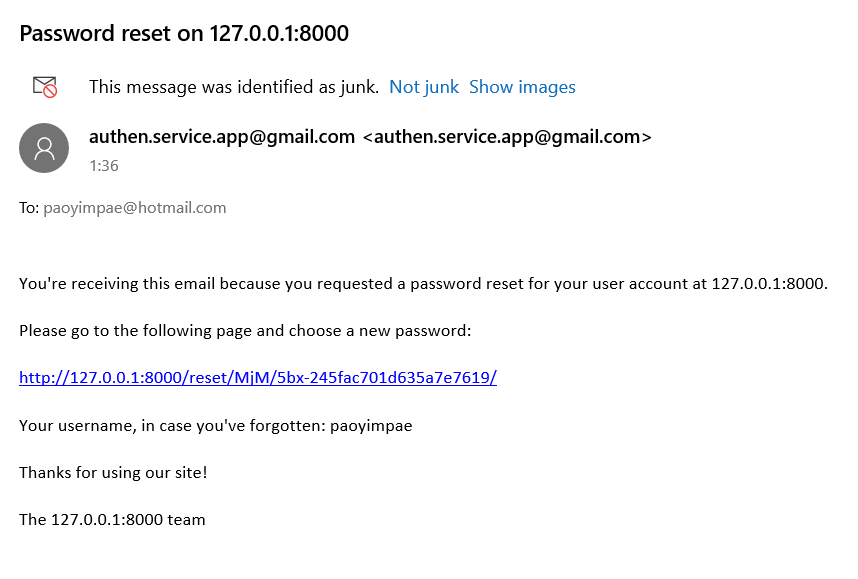 Password reset on 127.0.0.1:8000
This message was identified as junk. Not junk Show images
authen.service.app@gmail.com <authen.service.app@gmail.com>
1:36
To: paoyimpae@hotmail.com
You're receiving this email because you requested a password reset for your user account at 127.0.0.1:8000.
Please go to the following page and choose a new password:
http://127.0.0.1:8000/reset/MjM/5bx-245fac701d635a7e7619/
Your username, in case you've forgotten: paoyimpae
Thanks for using our site!
The 127.0.0.1:8000 team